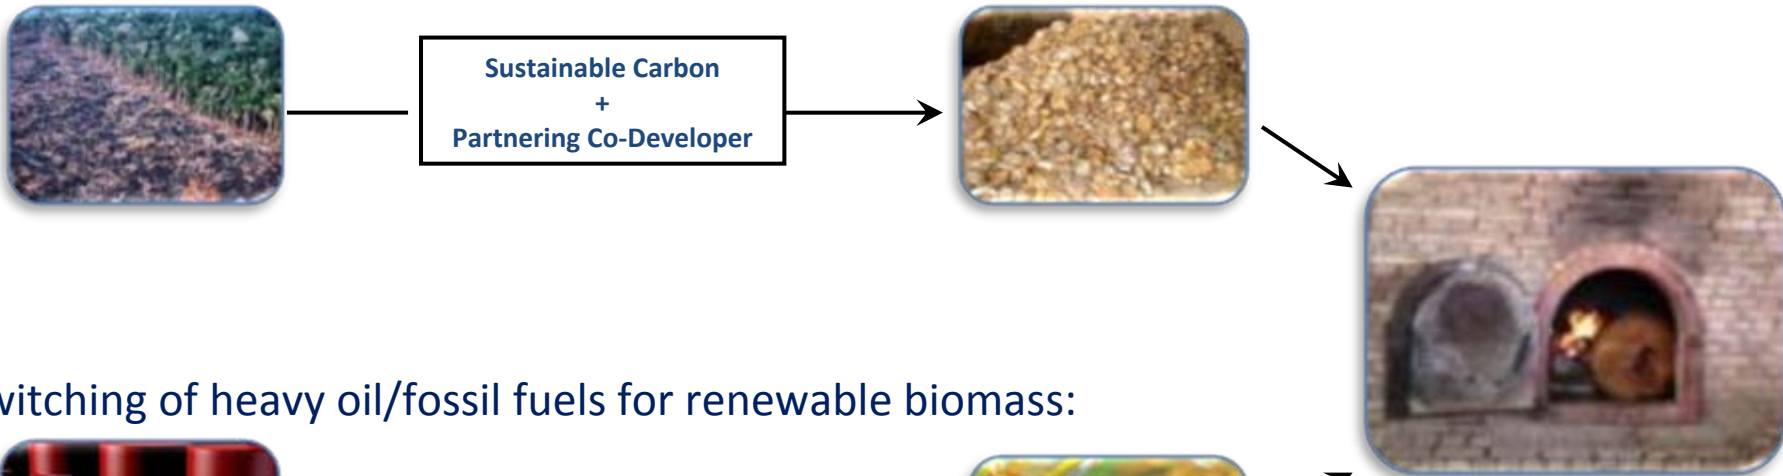 Sustainable Carbon
+
Partnering Co-Developer
witching of heavy oil/fossil fuels for renewable biomass: